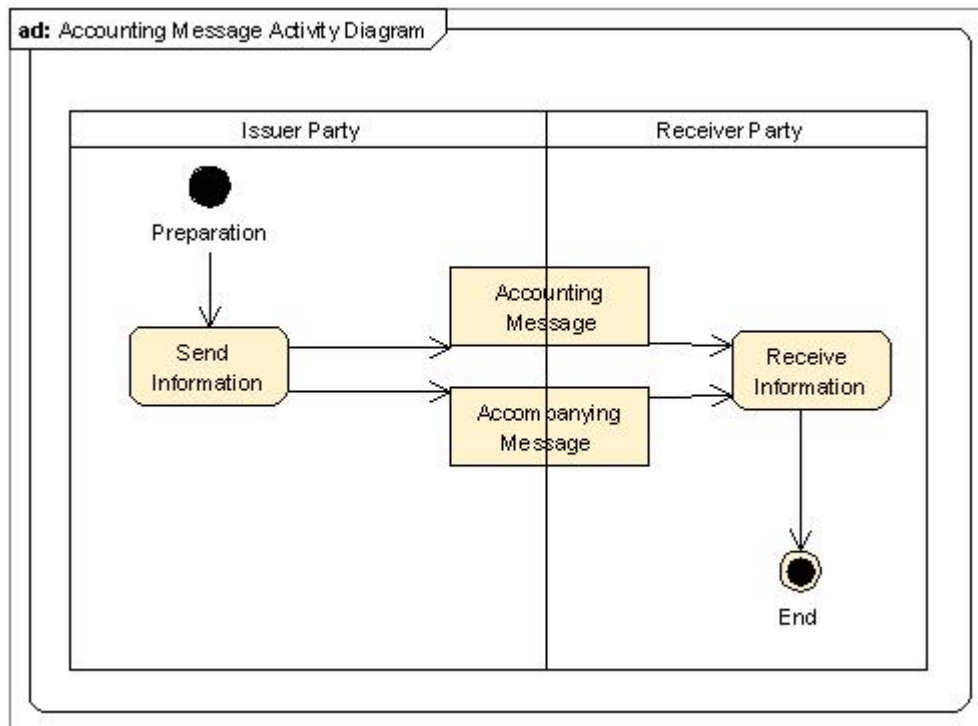 ad: Accounting Message Activity Diagram
Issuer Party
Receiver Party
Preparation
Send
Information
Accounting
Message
Accompanying
Message
Receive
Information
End